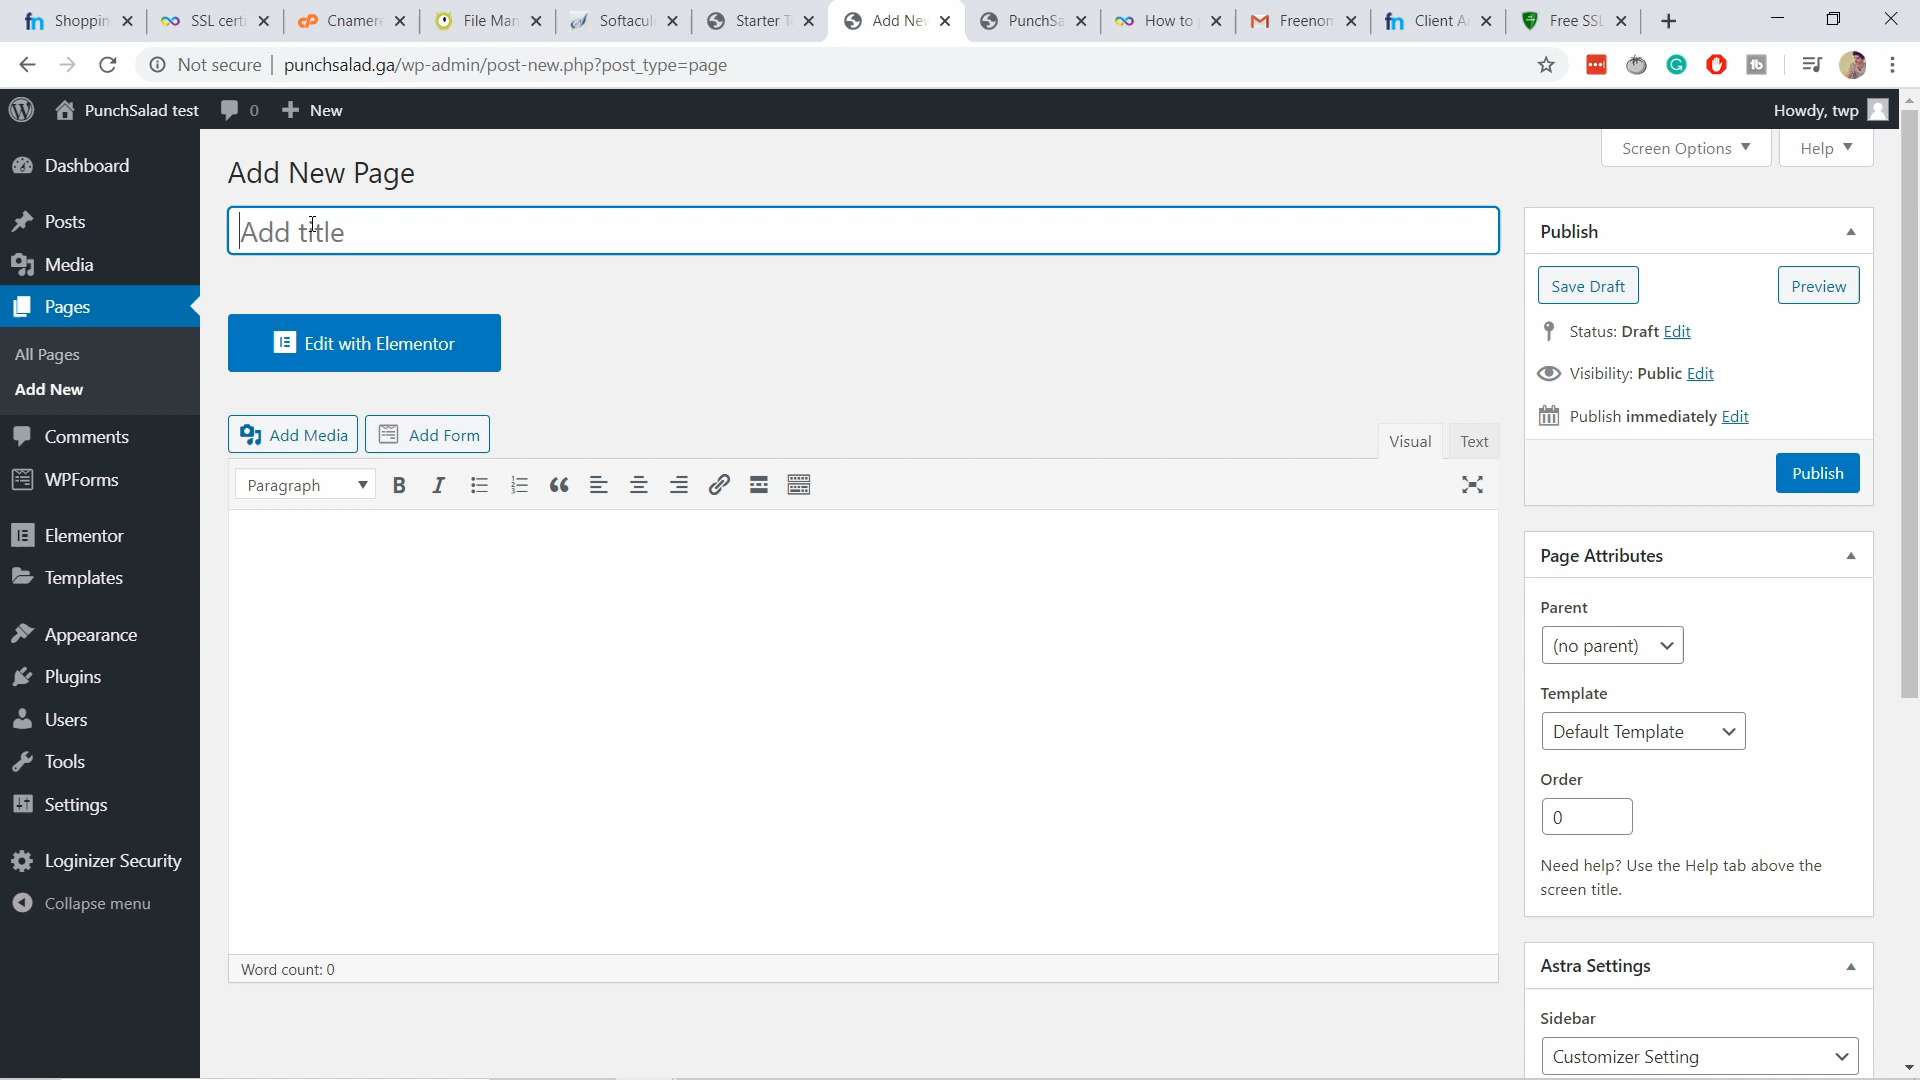 Shoppin
SSL certi
Cnamere
File Man
Softacul
Starter T
Add Ne
PunchSa
How to
Freenom
Client A
Free SSL
Not secure
punchsalad.ga/wp-admin/post-new.php?post_type=page
PunchSalad test
0
New
Howdy, twp
Dashboard
Posts
Media
Pages
All Pages
Add New
Comments
WPForms
Elementor
Templates
Appearance
Plugins
Users
Tools
Settings
Loginizer Security
Collapse menu
Screen Options
Help
Add New Page
Add title
Edit with Elementor
Add Media
Add Form
Visual
Text
Paragraph
B
I
Word count: 0
Publish
Save Draft
Preview
Status: Draft Edit
Visibility: Public Edit
Publish immediately Edit
Publish
Page Attributes
Parent
(no parent)
Template
Default Template
Order
0
Need help? Use the Help tab above the
screen title.
Astra Settings
Sidebar
Customizer Setting